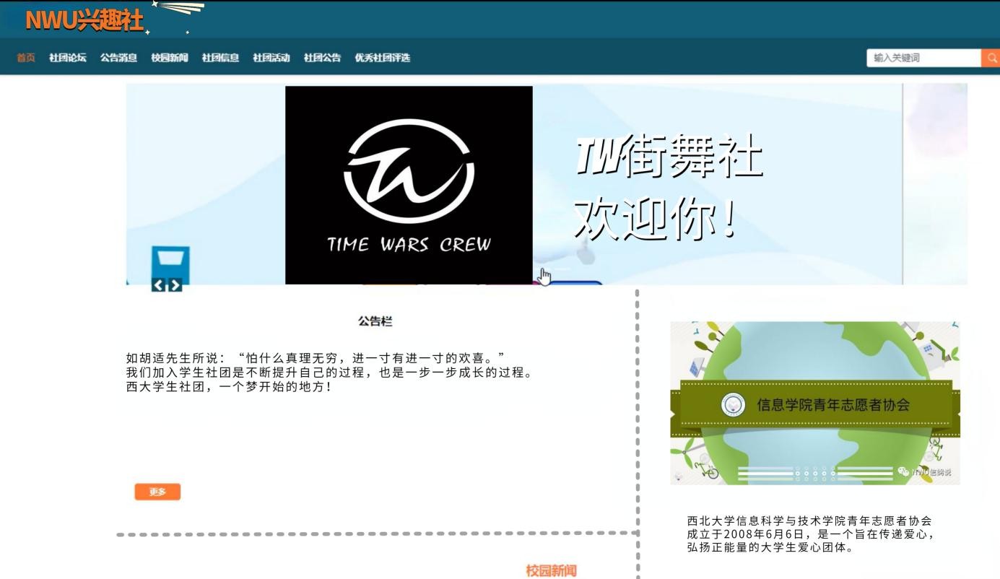 NWU兴趣社
首页 社团论坛 公告消息 校园新闻 社团信息 社团活动 社团公告 优秀社团评选
输入关键词
TW街舞社
欢迎你！
TIME WARS CREW
公告栏
如胡适先生所说：“怕什么真理无穷，进一寸有进一寸的欢喜。”
我们加入学生社团是不断提升自己的过程，也是一步一步成长的过程。
西大学生社团，一个梦开始的地方！
更多
信息学院青年志愿者协会
NWU信鸽说
西北大学信息科学与技术学院青年志愿者协会
成立于2008年6月6日，是一个旨在传递爱心，
弘扬正能量的大学生爱心团体。
校园新闻